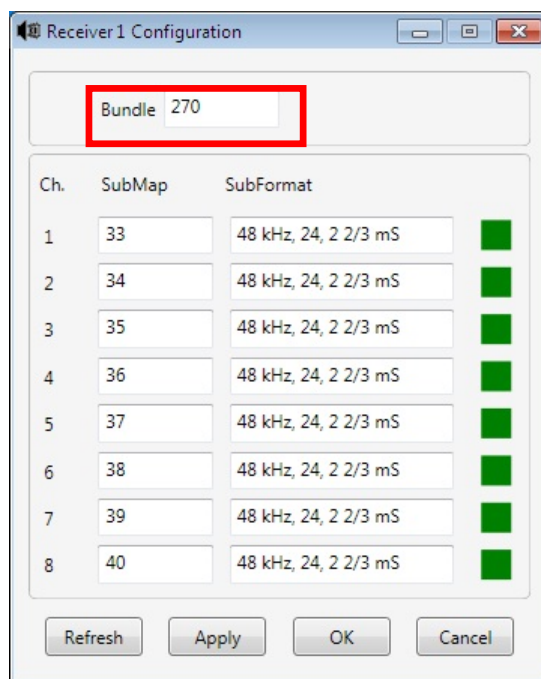 Receiver 1 Configuration
Bundle 270
Ch. SubMap SubFormat
1 33 48 kHz, 24, 2 2/3 mS
2 34 48 kHz, 24, 2 2/3 mS
3 35 48 kHz, 24, 2 2/3 mS
4 36 48 kHz, 24, 2 2/3 mS
5 37 48 kHz, 24, 2 2/3 mS
6 38 48 kHz, 24, 2 2/3 mS
7 39 48 kHz, 24, 2 2/3 mS
8 40 48 kHz, 24, 2 2/3 mS
Refresh Apply OK Cancel